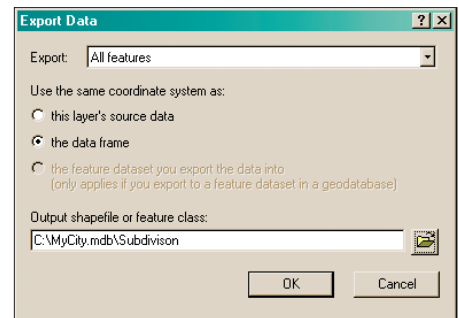 Export Data
Export: All features
Use the same coordinate system as:
this layer's source data
the data frame
the feature dataset you export the data into
(only applies if you export to a feature dataset in a geodatabase)
Output shapefile or feature class:
C:\MyCity.mdb\Subdivison
OK Cancel